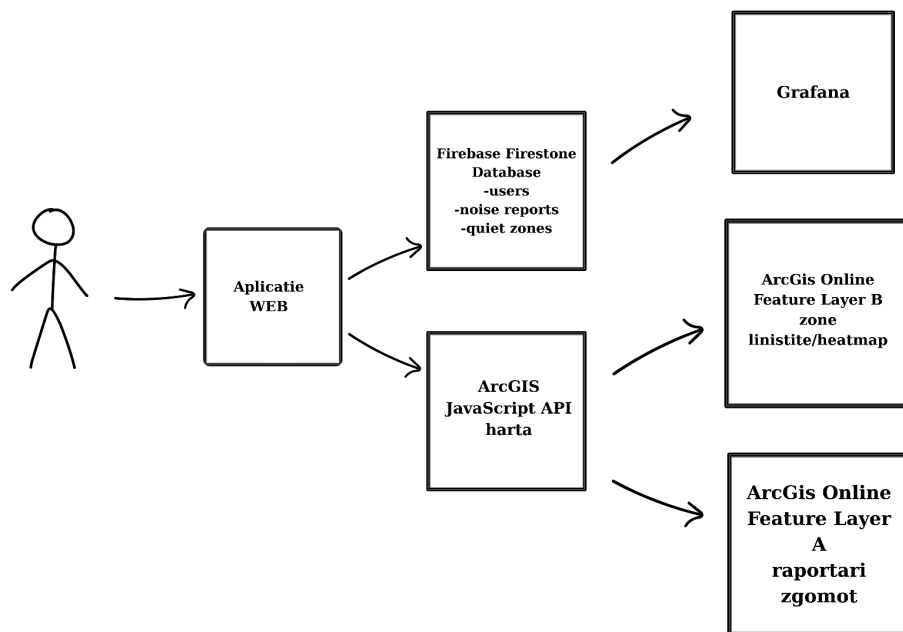 Aplicatie
WEB
Firebase Firestone
Database
-users
-noise reports
-quiet zones
ArcGIS
JavaScript API
harta
Grafana
ArcGis Online
Feature Layer B
zone
linistite/heatmap
ArcGis Online
Feature Layer
A
raportari
zgomot